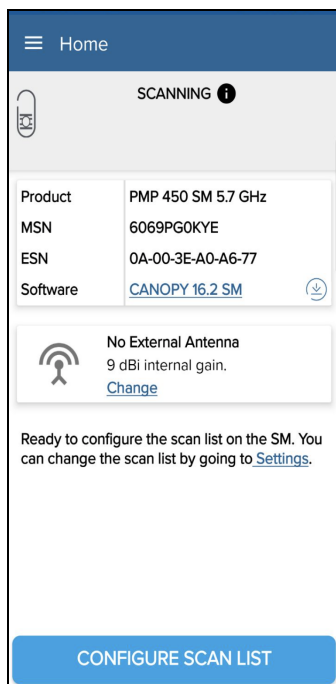 Home
SCANNING
Product PMP 450 SM 5.7 GHz
MSN 6069PG0KYE
ESN 0A-00-3E-A0-A6-77
Software CANOPY 16.2 SM
No External Antenna
9 dBi internal gain.
Change
Ready to configure the scan list on the SM. You
can change the scan list by going to Settings.
CONFIGURE SCAN LIST